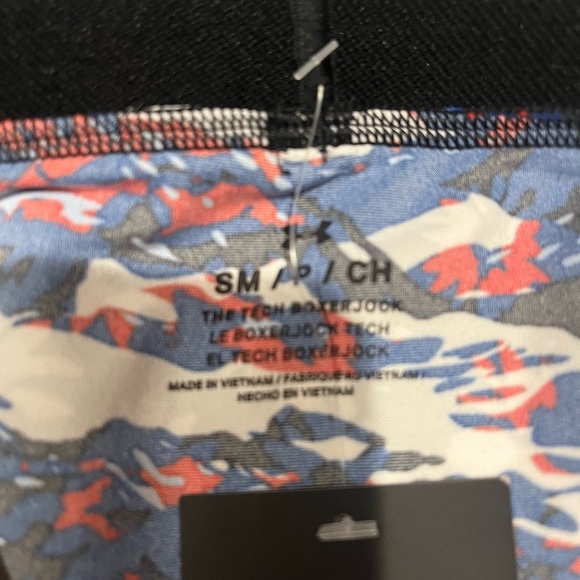 SM / P / CH
THE TECH BOXERJOCK
LE BOXERJOCK TECH
EL TECH BOXERJOCK
MADE IN VIETNAM / FABRIQUÉ AU VIETNAM /
HECHO EN VIETNAM